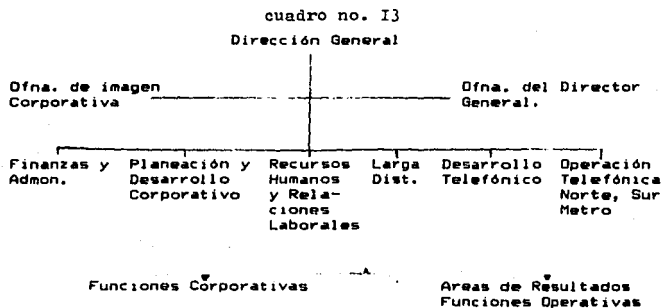 cuadro no. I3
Dirección General
Ofna. de imagen Corporativa
Ofna. del Director General.
Finanzas y Admon.
Planeación y Desarrollo Corporativo
Recursos Humanos y Rela- ciones Laborales
Larga Dist.
Desarrollo Telefónico
Operación Telefónica Norte, Sur Metro
Funciones Corporativas
Areas de Resultados
Funciones Operativas